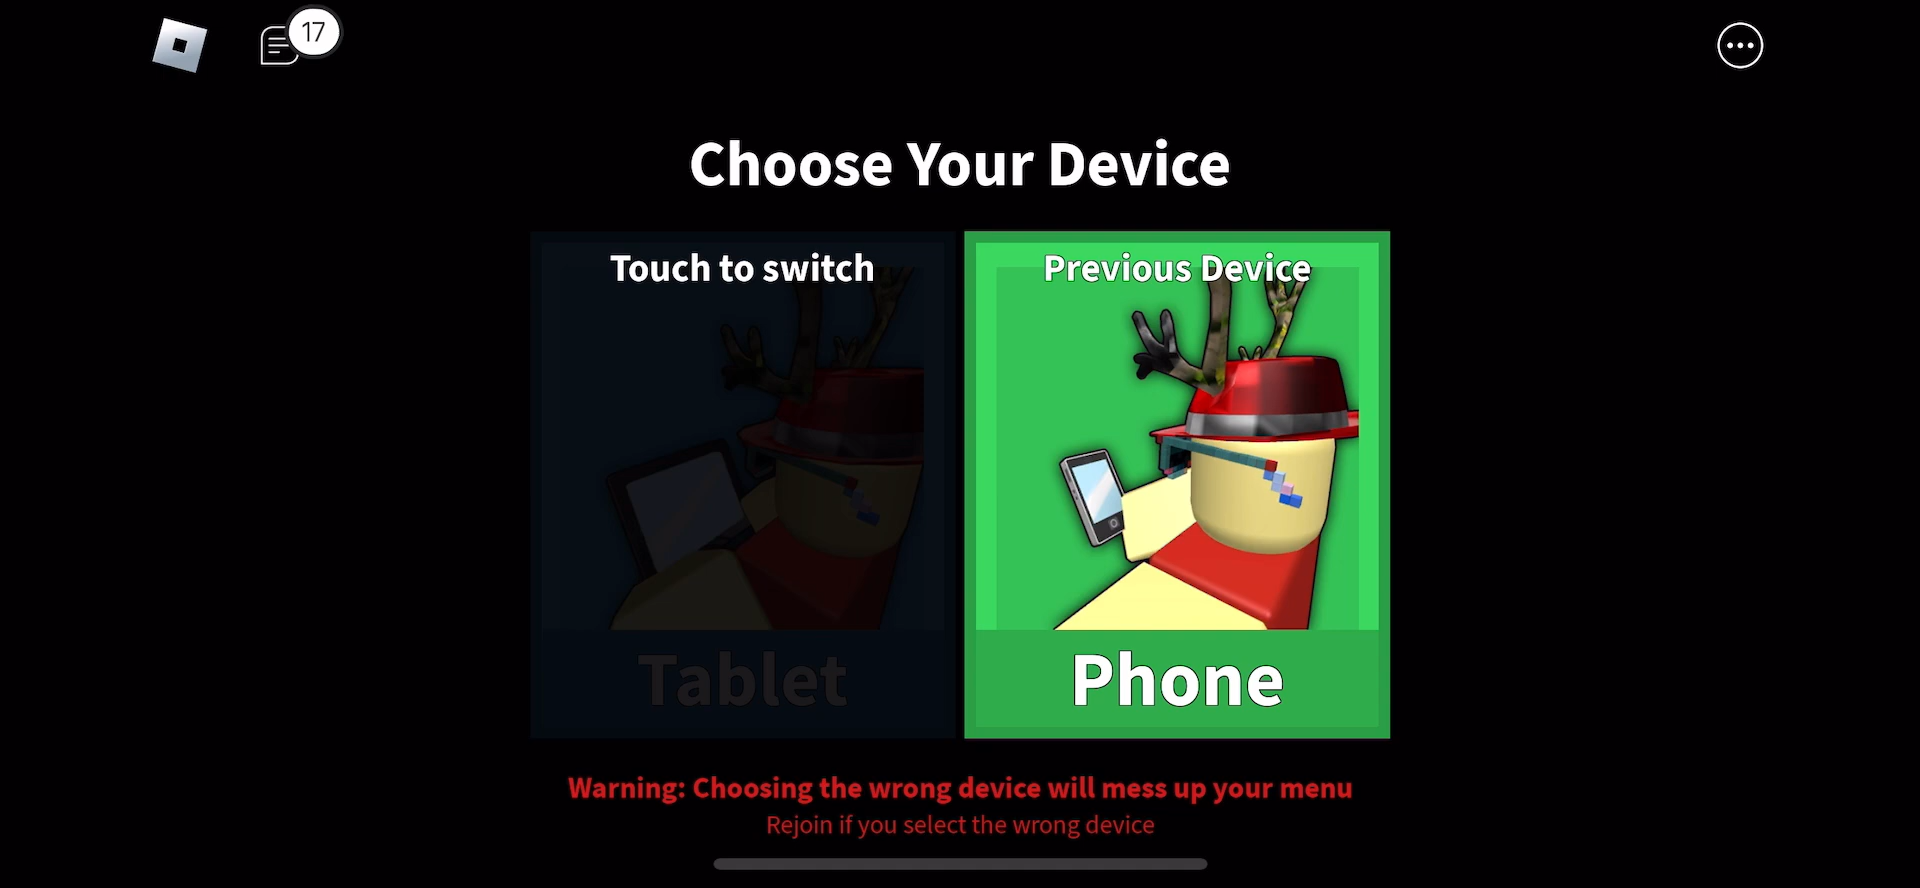 17
Choose Your Device
Touch to switch
Previous Device
Tablet
Phone
Warning: Choosing the wrong device will mess up your menu
Rejoin if you select the wrong device